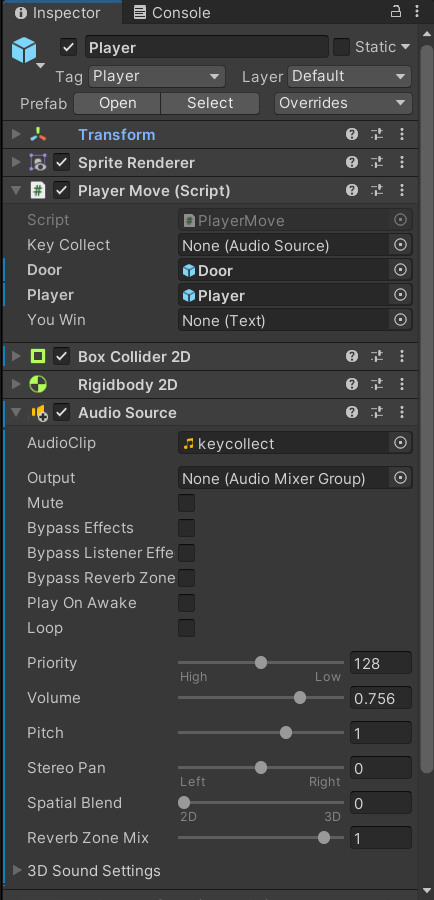 Inspector Console
Player Static
Tag Player Layer Default
Prefab Open Select Overrides
Transform
Sprite Renderer
# Player Move (Script)
Script # PlayerMove
Key Collect None (Audio Source)
Door Door
Player Player
You Win None (Text)
Box Collider 2D
Rigidbody 2D
Audio Source
AudioClip keycollect
Output None (Audio Mixer Group)
Mute
Bypass Effects
Bypass Listener Effe
Bypass Reverb Zone
Play On Awake
Loop
Priority 128
High Low
Volume 0.756
Pitch 1
Stereo Pan 0
Left Right
Spatial Blend 0
2D 3D
Reverb Zone Mix 1
3D Sound Settings